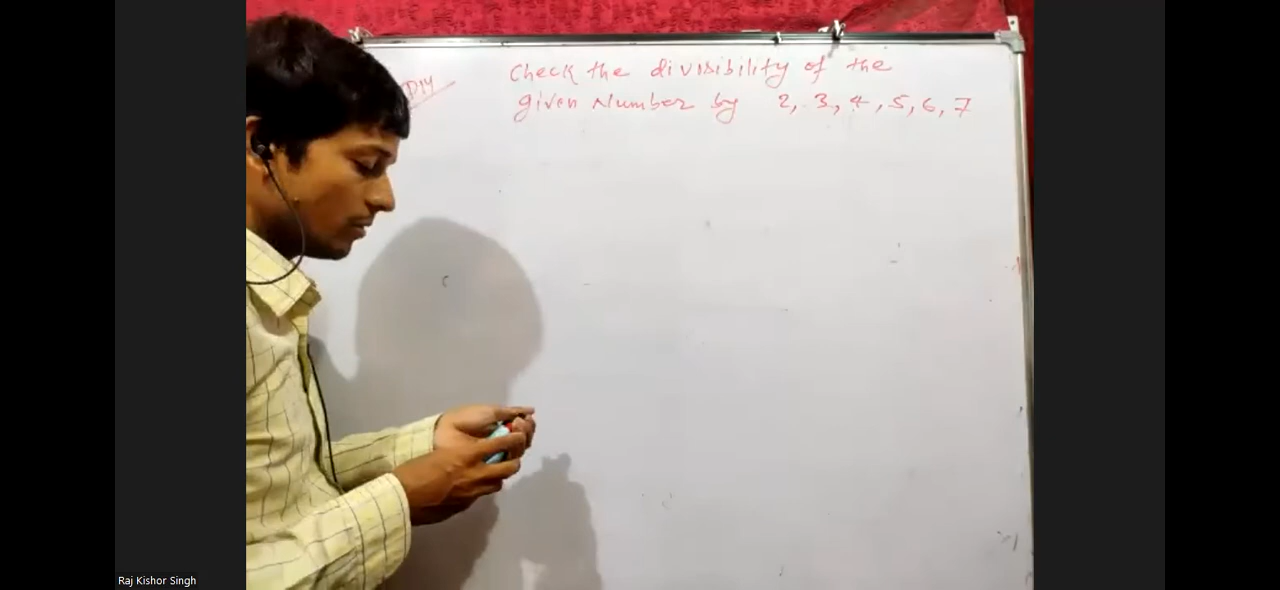 Check the divisibility of the
given Number by 2, 3, 4, 5, 6, 7
Raj Kishor Singh